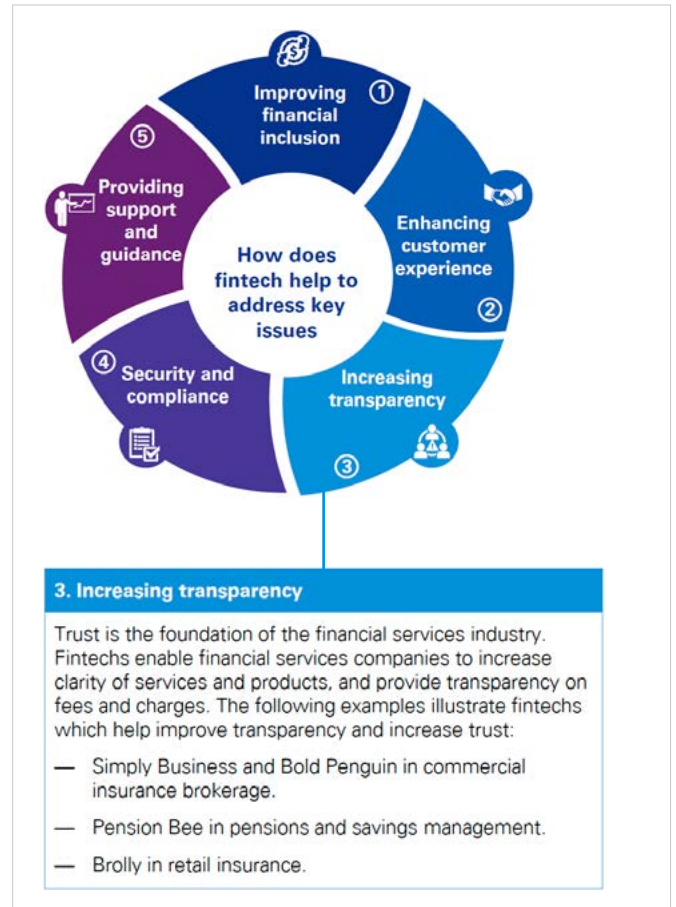 ①
Improving
financial
inclusion
Enhancing
customer
experience
②
Increasing
transparency
③
④
Security and
compliance
⑤
Providing
support
and
guidance
How does
fintech help to
address key
issues
3. Increasing transparency
Trust is the foundation of the financial services industry.
Fintechs enable financial services companies to increase
clarity of services and products, and provide transparency on
fees and charges. The following examples illustrate fintechs
which help improve transparency and increase trust:
— Simply Business and Bold Penguin in commercial
insurance brokerage.
— Pension Bee in pensions and savings management.
— Brolly in retail insurance.